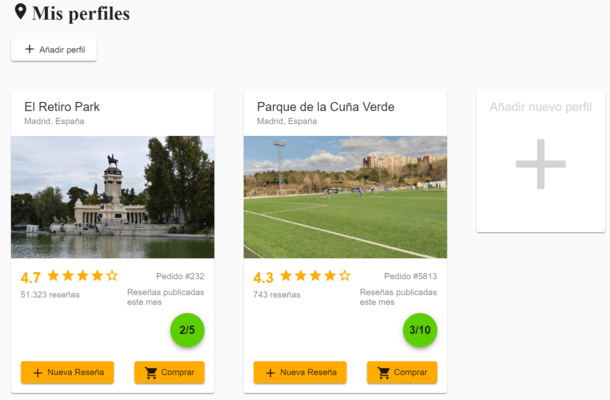 Mis perfiles
Añadir perfil
El Retiro Park
Madrid, España
4.7
Pedido #232
51.323 reseñas
Reseñas publicadas
este mes
2/5
Nueva Reseña
Comprar
Parque de la Cuña Verde
Madrid, España
4.3
Pedido #5813
743 reseñas
Reseñas publicadas
este mes
3/10
Nueva Reseña
Comprar
Añadir nuevo perfil